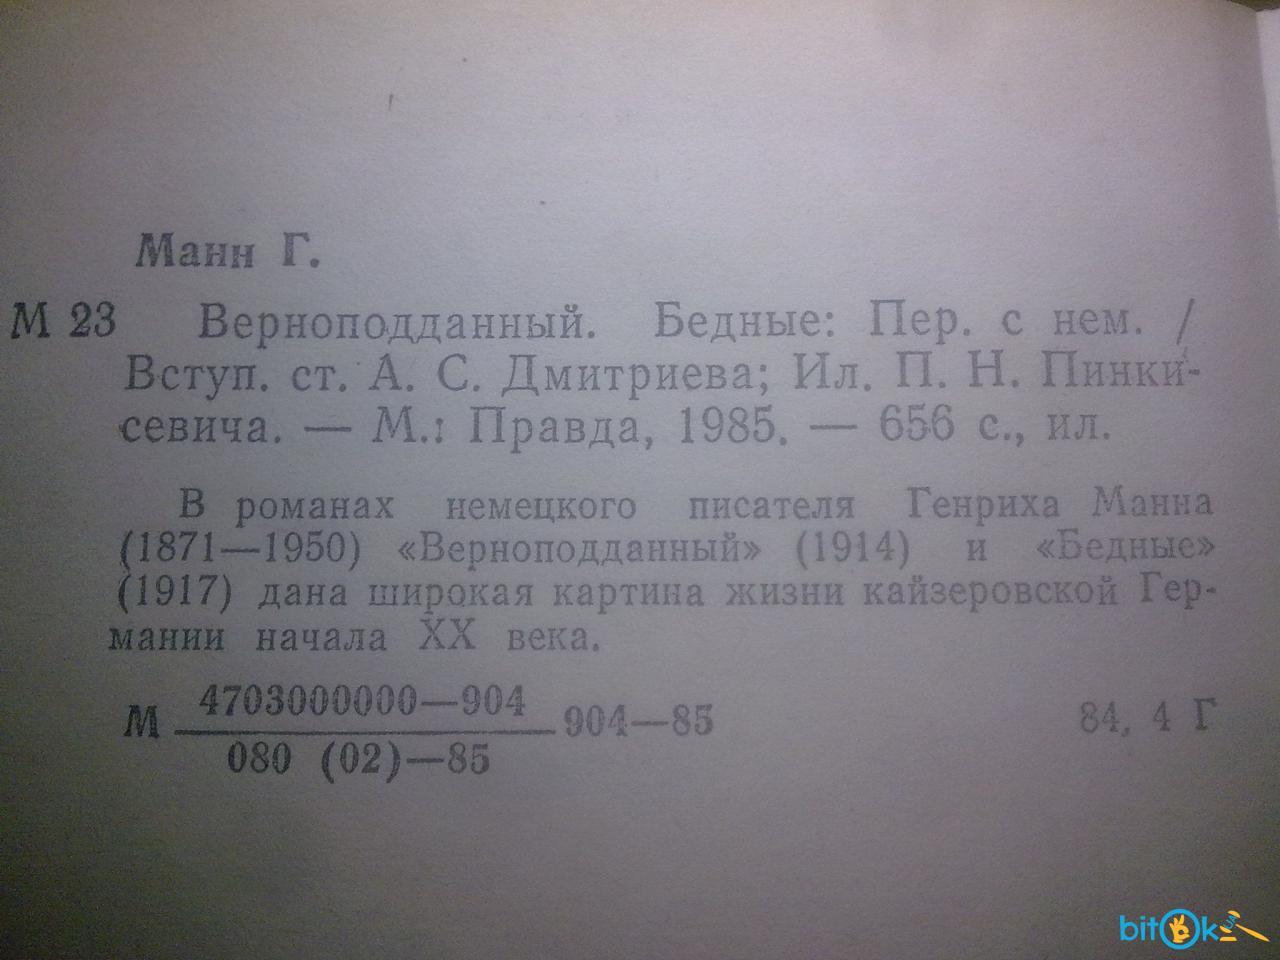 Манн Г.
М 23 Верноподданный. Бедные: Пер. с нем. /
Вступ. ст. А. С. Дмитриева; Ил. П. Н. Пинки-
севича. — М.: Правда, 1985. — 656 с., ил.
В романах немецкого писателя Генриха Манна
(1871—1950) «Верноподданный» (1914) и «Бедные»
(1917) дана широкая картина жизни кайзеровской Гер-
мании начала XX века.
4703000000—904
М 904—85 84, 4 Г
080 (02)—85
bitok.ua